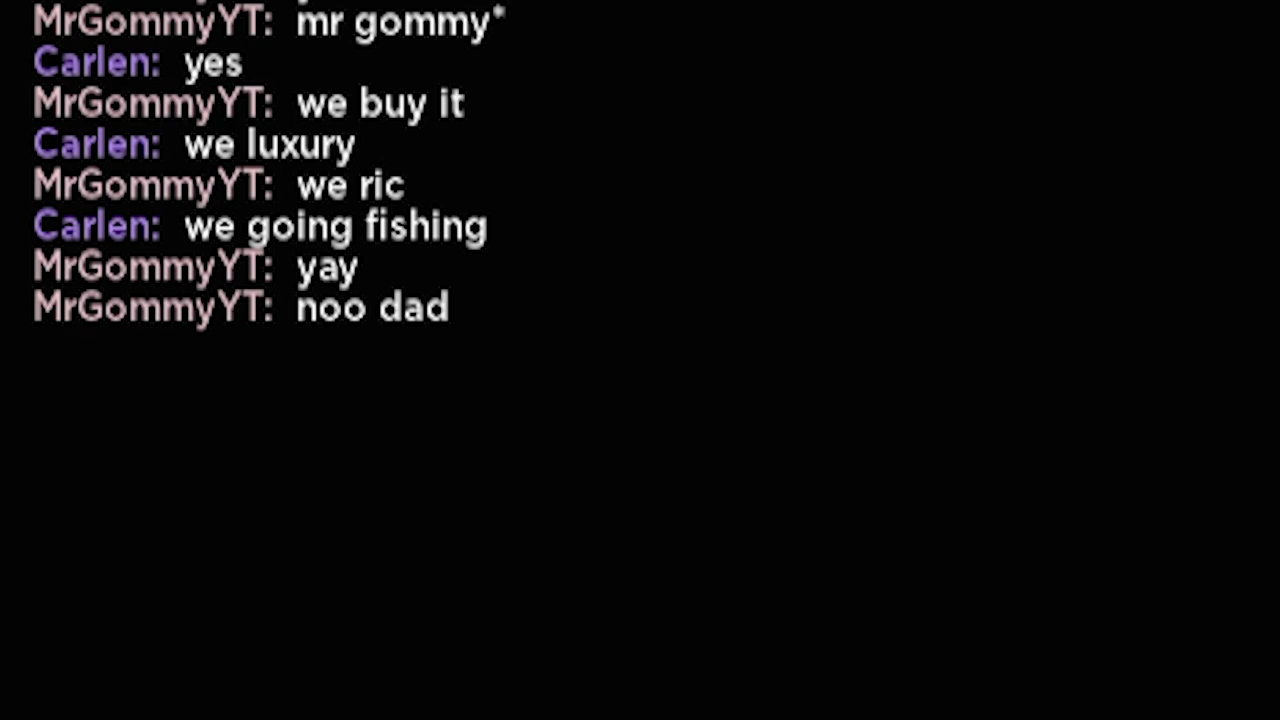 MrGommyYT: mr gommy*
Carlen: yes
MrGommyYT: we buy it
Carlen: we luxury
MrGommyYT: we ric
Carlen: we going fishing
MrGommyYT: yay
MrGommyYT: noo dad